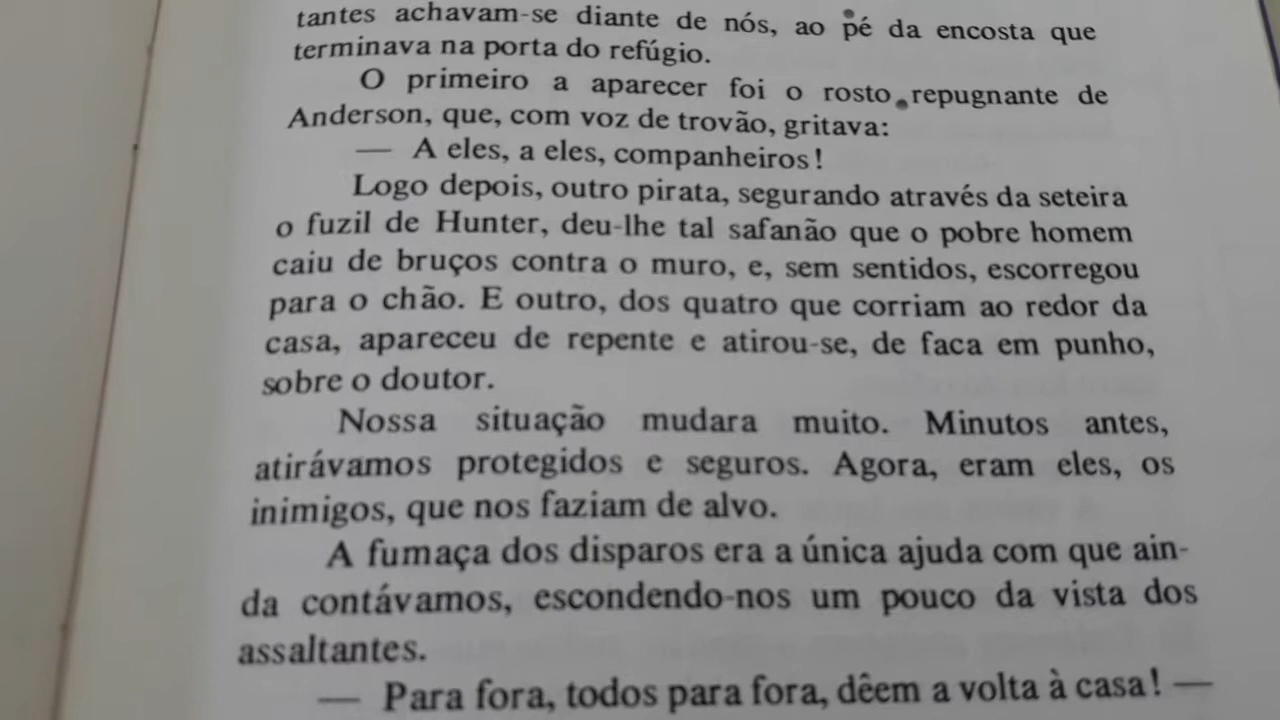 tantes achavam-se diante de nós, ao pé da encosta que
terminava na porta do refúgio.
O primeiro a aparecer foi o rosto repugnante de
Anderson, que, com voz de trovão, gritava:
— A eles, a eles, companheiros!
Logo depois, outro pirata, segurando através da seteira
o fuzil de Hunter, deu-lhe tal safanão que o pobre homem
caiu de bruços contra o muro, e, sem sentidos, escorregou
para o chão. E outro, dos quatro que corriam ao redor da
casa, apareceu de repente e atirou-se, de faca em punho,
sobre o doutor.
Nossa situação mudara muito. Minutos antes,
atirávamos protegidos e seguros. Agora, eram eles, os
inimigos, que nos faziam de alvo.
A fumaça dos disparos era a única ajuda com que ain-
da contávamos, escondendo-nos um pouco da vista dos
assaltantes.
— Para fora, todos para fora, dêem a volta à casa! —